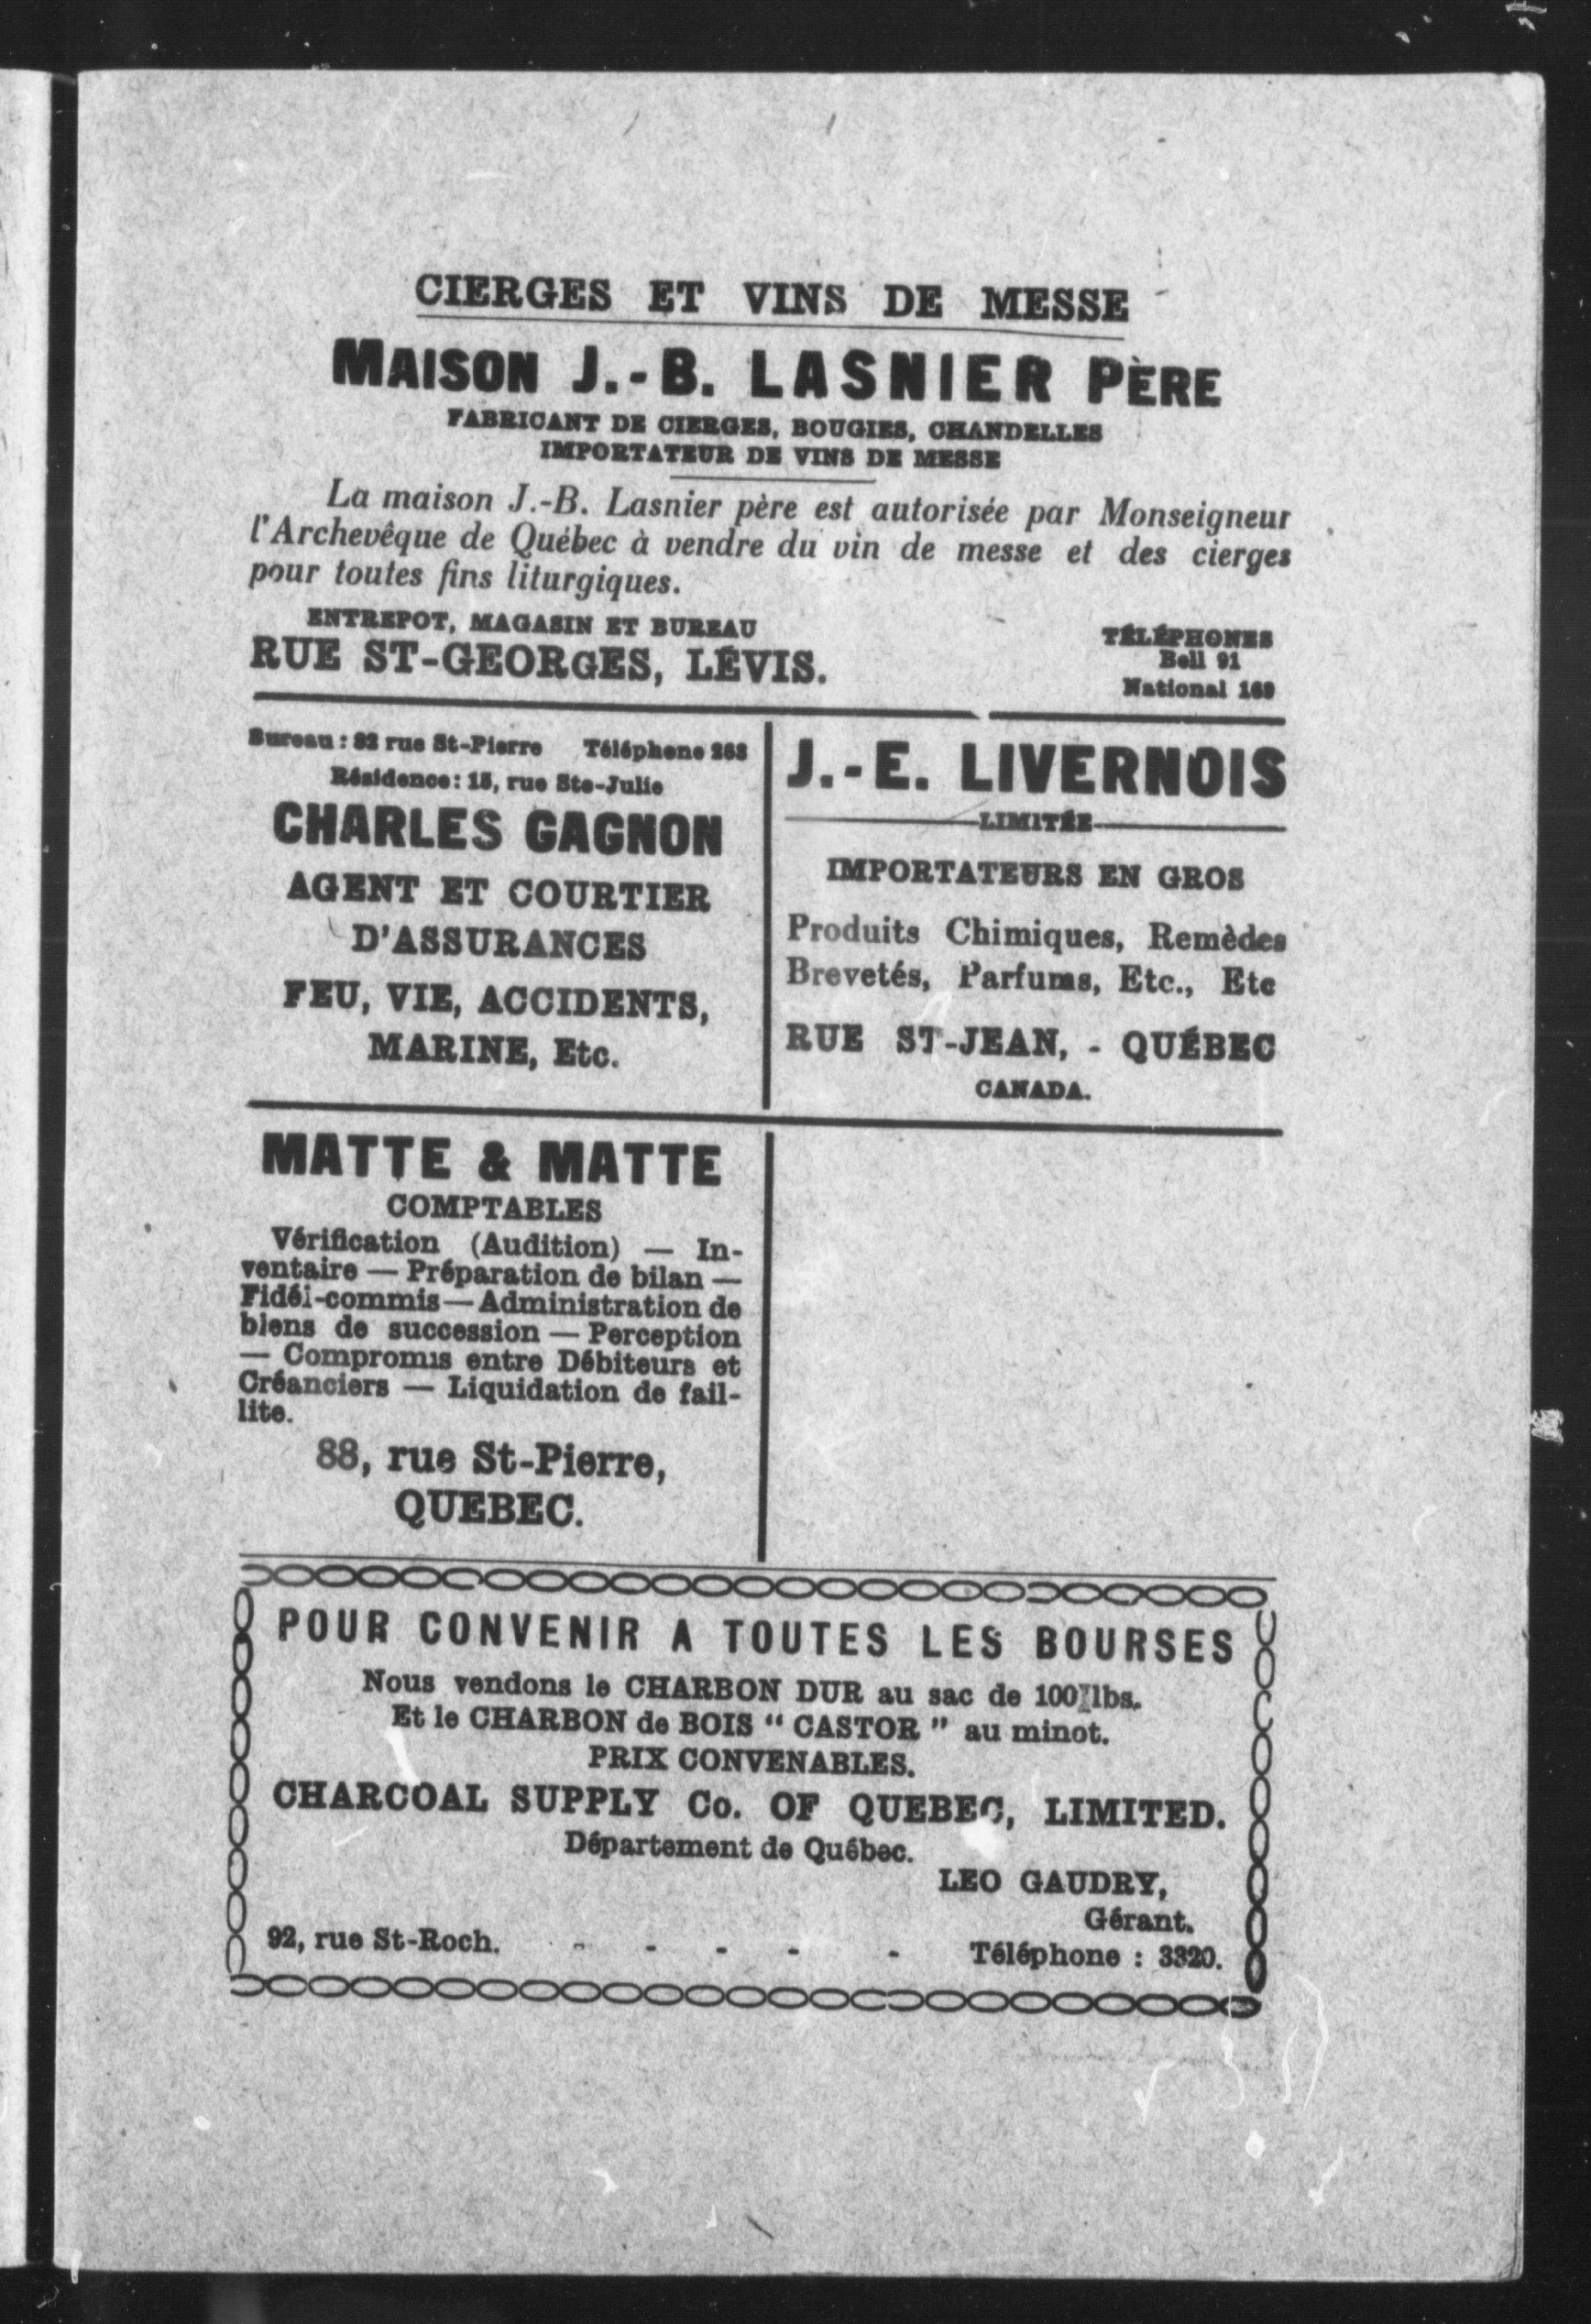 CIERGES ET VINS DE MESSE
MAISON J.-B. LASNIER PÈRE
FABRICANT DE CIERGES, BOUGIES, CHANDELLES
IMPORTATEUR DE VINS DE MESSE
La maison J.-B. Lasnier père est autorisée par Monseigneur
l'Archevêque de Québec à vendre du vin de messe et des cierges
pour toutes fins liturgiques.
ENTREPOT, MAGASIN ET BUREAU
RUE ST-GEORGES, LÉVIS.
TÉLÉPHONES
Bell 91
National 169
Bureau : 82 rue St-Pierre Téléphone 263
Résidence : 15, rue Ste-Julie
CHARLES GAGNON
AGENT ET COURTIER
D'ASSURANCES
FEU, VIE, ACCIDENTS,
MARINE, Etc.
J.-E. LIVERNOIS
LIMITÉE
IMPORTATEURS EN GROS
Produits Chimiques, Remèdes
Brevetés, Parfums, Etc., Etc
RUE ST-JEAN, - QUÉBEC
CANADA.
MATTE & MATTE
COMPTABLES
Vérification (Audition) — In-
ventaire — Préparation de bilan —
Fidéi-commis — Administration de
biens de succession — Perception
— Compromis entre Débiteurs et
Créanciers — Liquidation de fail-
lite.
88, rue St-Pierre,
QUEBEC.
POUR CONVENIR A TOUTES LES BOURSES
Nous vendons le CHARBON DUR au sac de 100 lbs.
Et le CHARBON de BOIS " CASTOR " au minot.
PRIX CONVENABLES.
CHARCOAL SUPPLY Co. OF QUEBEC, LIMITED.
Département de Québec.
LEO GAUDRY,
Gérant.
92, rue St-Roch. - - - - - Téléphone : 3320.